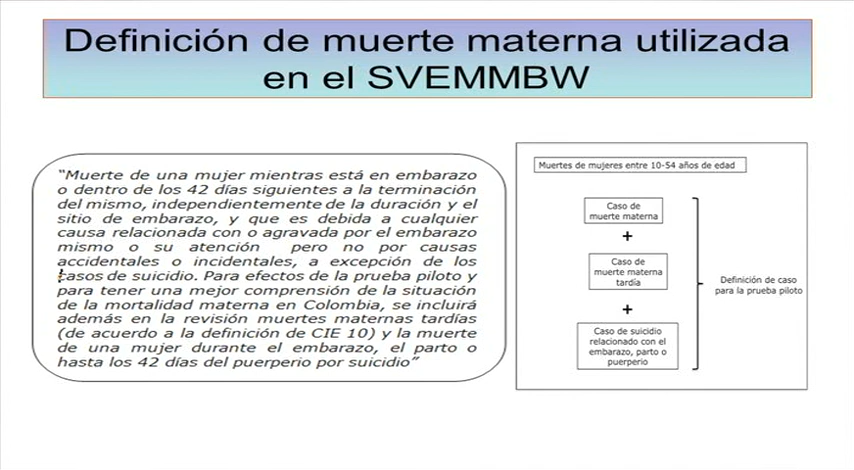 Definición de muerte materna utilizada
en el SVEMMBW
“Muerte de una mujer mientras está en embarazo
o dentro de los 42 días siguientes a la terminación
del mismo, independientemente de la duración y el
sitio de embarazo, y que es debida a cualquier
causa relacionada con o agravada por el embarazo
mismo o su atención pero no por causas
accidentales o incidentales, a excepción de los
casos de suicidio. Para efectos de la prueba piloto y
para tener una mejor comprensión de la situación
de la mortalidad materna en Colombia, se incluirá
además en la revisión muertes maternas tardías
(de acuerdo a la definición de CIE 10) y la muerte
de una mujer durante el embarazo, el parto o
hasta los 42 días del puerperio por suicidio”
Muertes de mujeres entre 10-54 años de edad
Caso de
muerte materna
+
Caso de
muerte materna
tardía
+
Caso de suicidio
relacionado con el
embarazo, parto o
puerperio
Definición de caso
para la prueba piloto